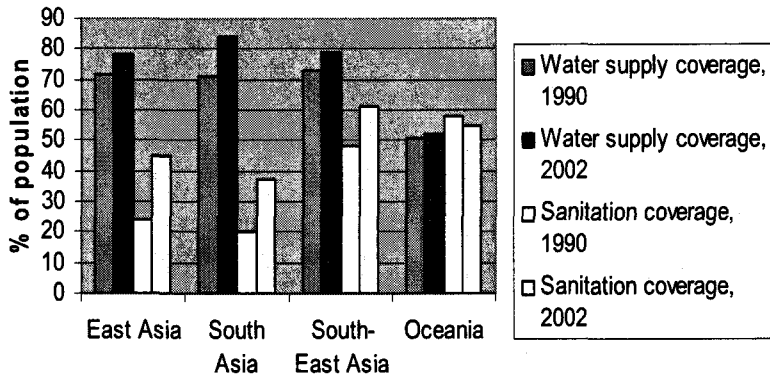 % of population
90
80
70
60
50
40
30
20
10
0
East Asia
South
Asia
South-
East Asia
Oceania
Water supply coverage,
1990
Water supply coverage,
2002
Sanitation coverage,
1990
Sanitation coverage,
2002